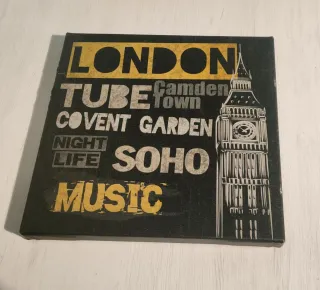 LONDON
TUBE Camden
Town
COVENT GARDEN
NIGHT
LIFE SOHO
MUSIC